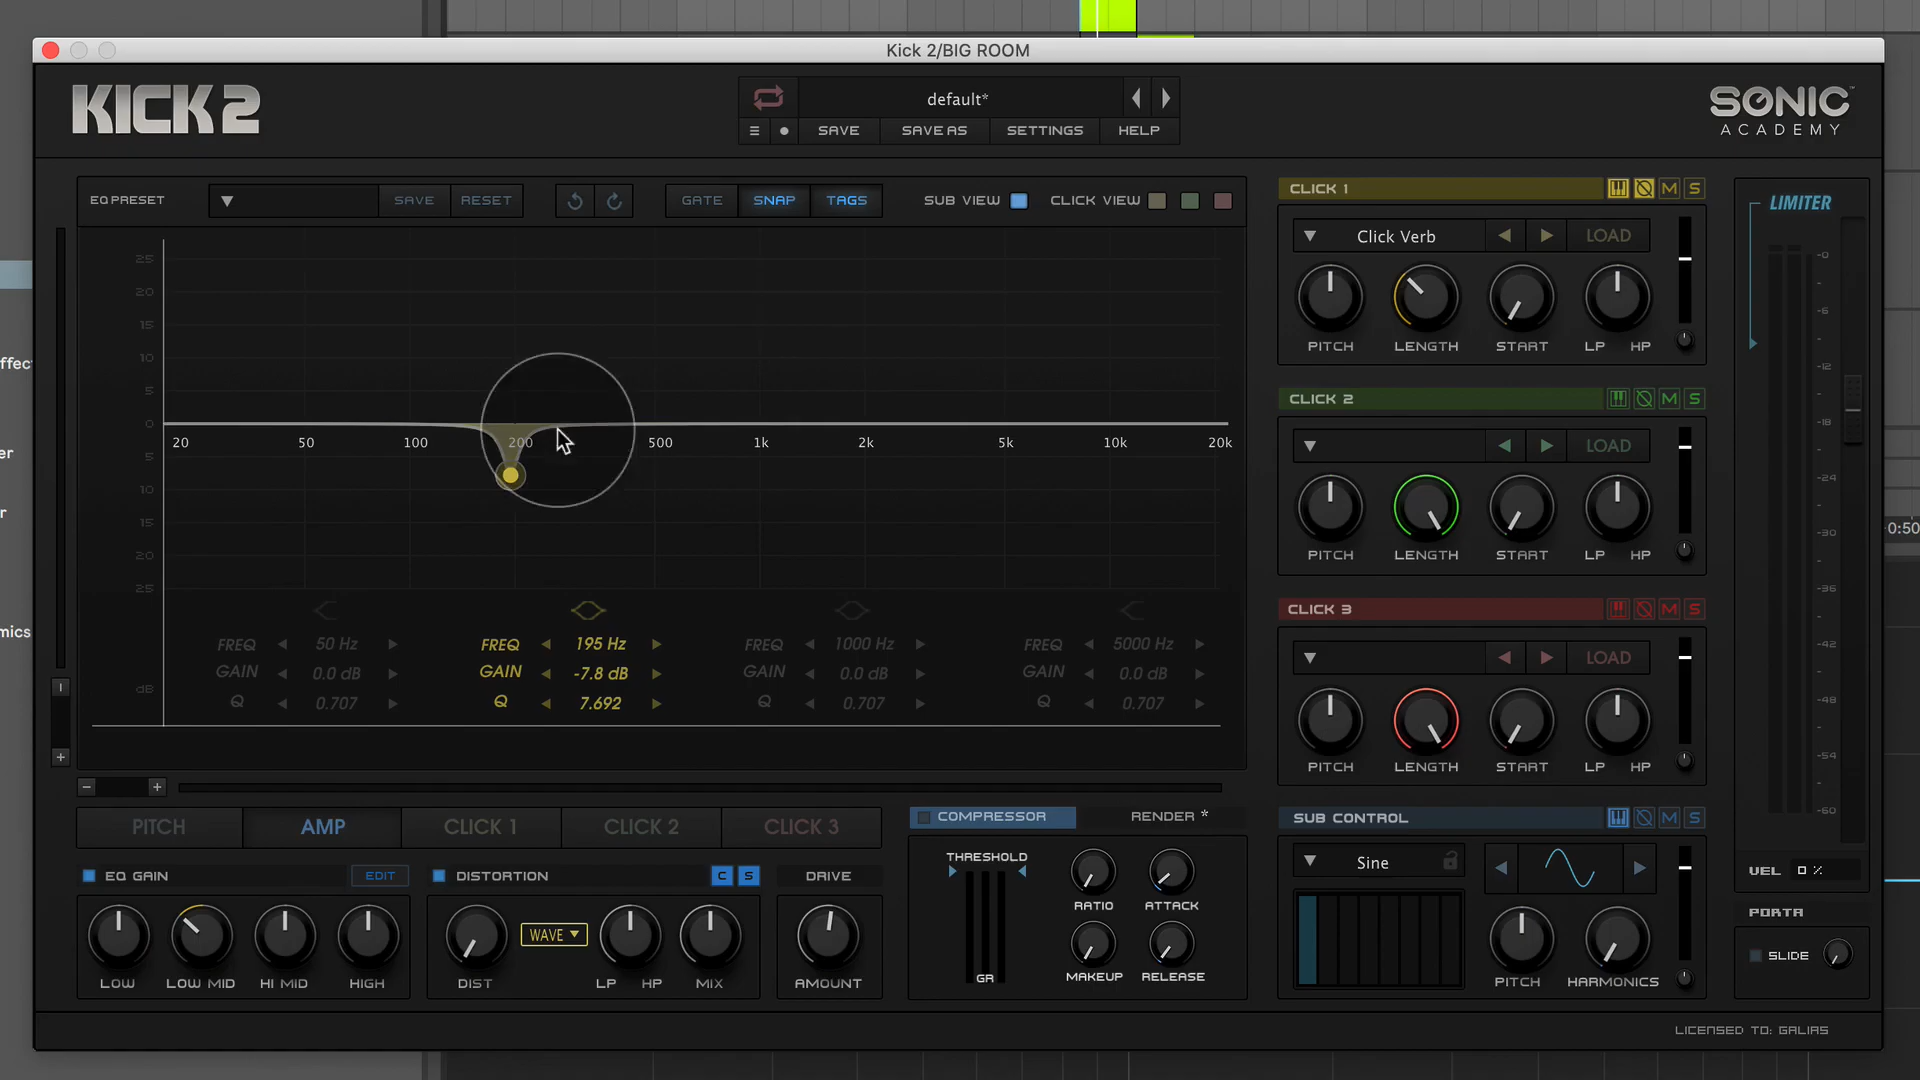 Kick 2/BIG ROOM
KICK 2
default*
SAVE SAVE AS SETTINGS HELP
SONIC
ACADEMY
EQ PRESET SAVE RESET GATE SNAP TAGS SUB VIEW CLICK VIEW
25
20
15
10
5
0
20 50 100 200 500 1k 2k 5k 10k 20k
5
10
15
20
25
FREQ 50 Hz FREQ 195 Hz FREQ 1000 Hz FREQ 5000 Hz
GAIN 0.0 dB GAIN -7.8 dB GAIN 0.0 dB GAIN 0.0 dB
dB Q 0.707 Q 7.692 Q 0.707 Q 0.707
PITCH AMP CLICK 1 CLICK 2 CLICK 3
EQ GAIN EDIT DISTORTION C S DRIVE
WAVE
LOW LOW MID HI MID HIGH DIST LP HP MIX AMOUNT
COMPRESSOR RENDER *
THRESHOLD
RATIO ATTACK
GR MAKEUP RELEASE
CLICK 1 M S
Click Verb LOAD
PITCH LENGTH START LP HP
CLICK 2 M S
LOAD
PITCH LENGTH START LP HP
CLICK 3 M S
LOAD
PITCH LENGTH START LP HP
SUB CONTROL M S
Sine
PITCH HARMONICS
LIMITER
-0
-6
-12
-18
-24
-30
-36
-42
-48
-54
-60
VEL 0 %
PORTA
SLIDE
LICENSED TO: GALIAS
ffec
er
r
mics
0:50